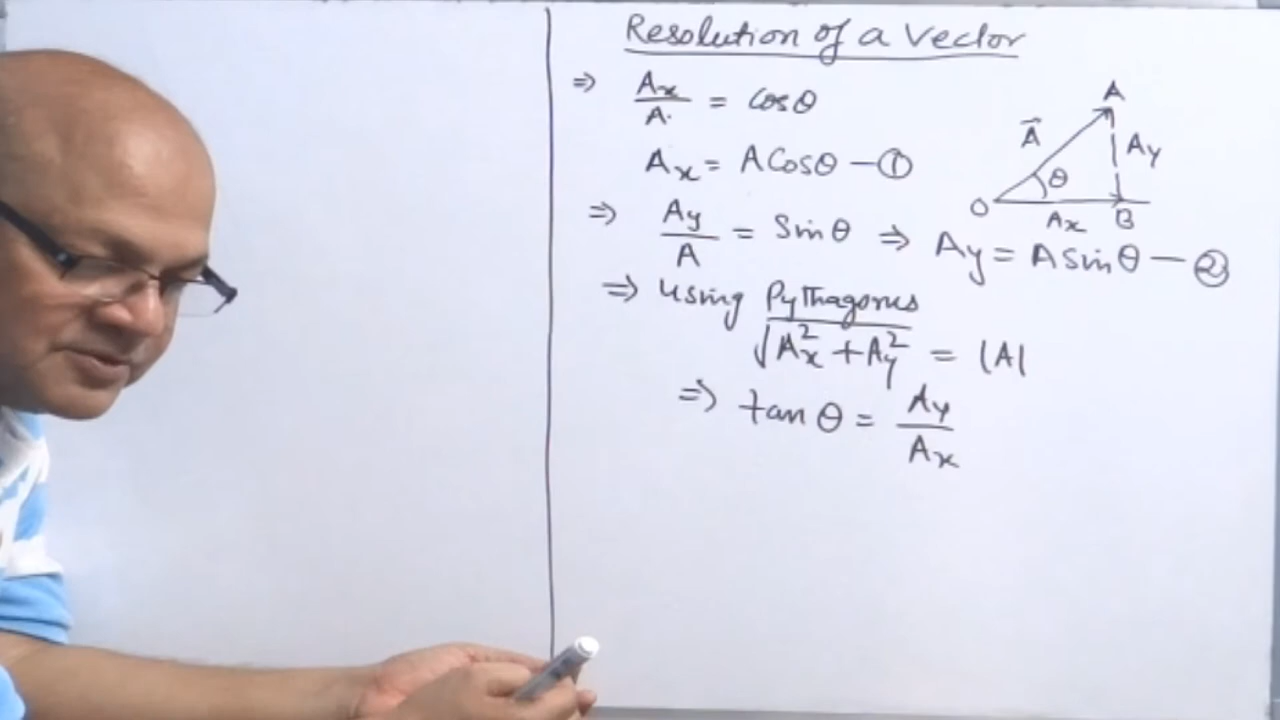 Resolution of a Vector
⇒ Ax/A = Cosθ
Ax = ACosθ — ①
⇒ Ay/A = Sinθ ⇒ Ay = Asinθ — ②
⇒ using Pythagorus
√Ax² + Ay² = |A|
⇒ tanθ = Ay/Ax
A
A⃗
Ay
θ
O
Ax
B